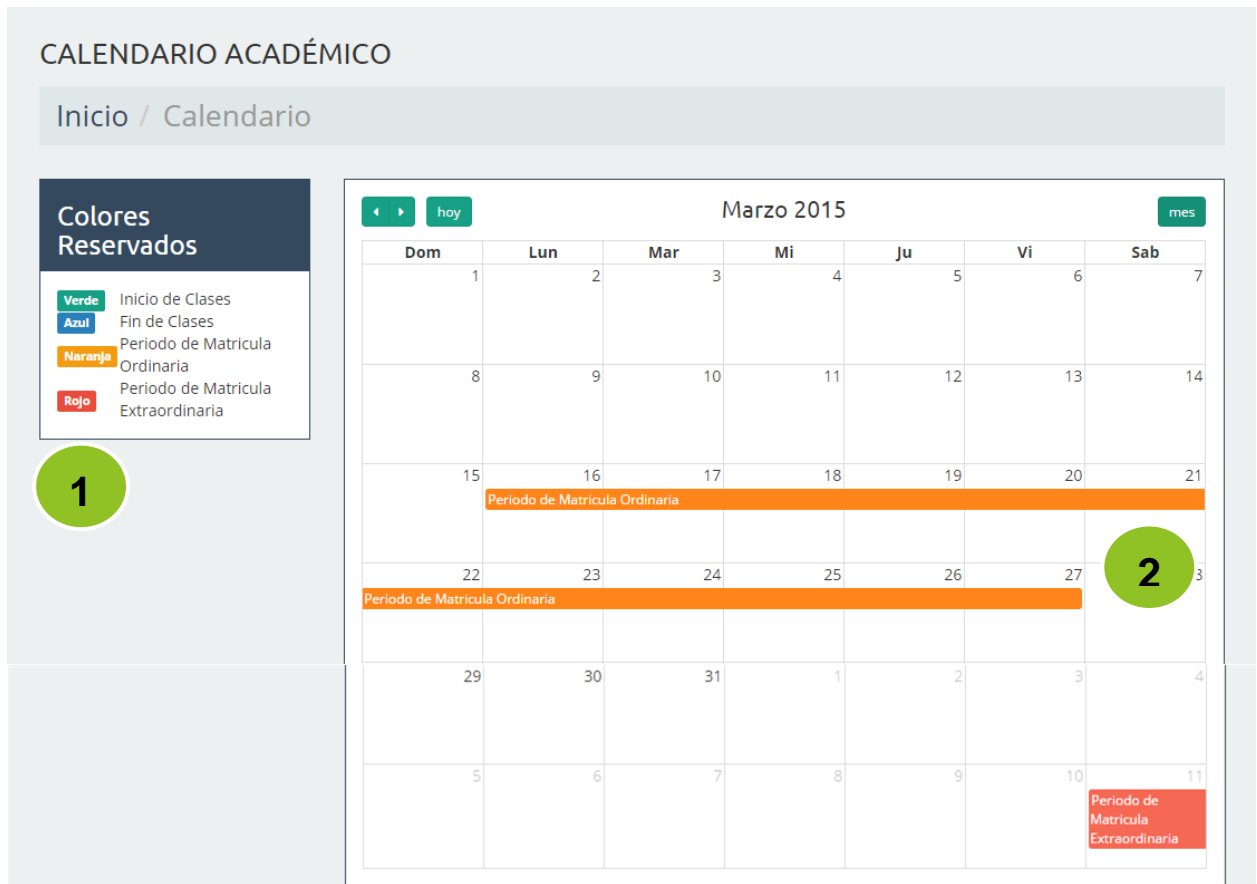 CALENDARIO ACADÉMICO
Inicio / Calendario
Colores
Reservados
Verde Inicio de Clases
Azul Fin de Clases
Naranja Periodo de Matricula
Ordinaria
Rojo Periodo de Matricula
Extraordinaria
1
hoy Marzo 2015 mes
Dom Lun Mar Mi Ju Vi Sab
1 2 3 4 5 6 7
8 9 10 11 12 13 14
15 16 17 18 19 20 21
Periodo de Matricula Ordinaria
2
22 23 24 25 26 27 3
Periodo de Matricula Ordinaria
29 30 31 1 2 3 4
5 6 7 8 9 10 11
Periodo de
Matricula
Extraordinaria